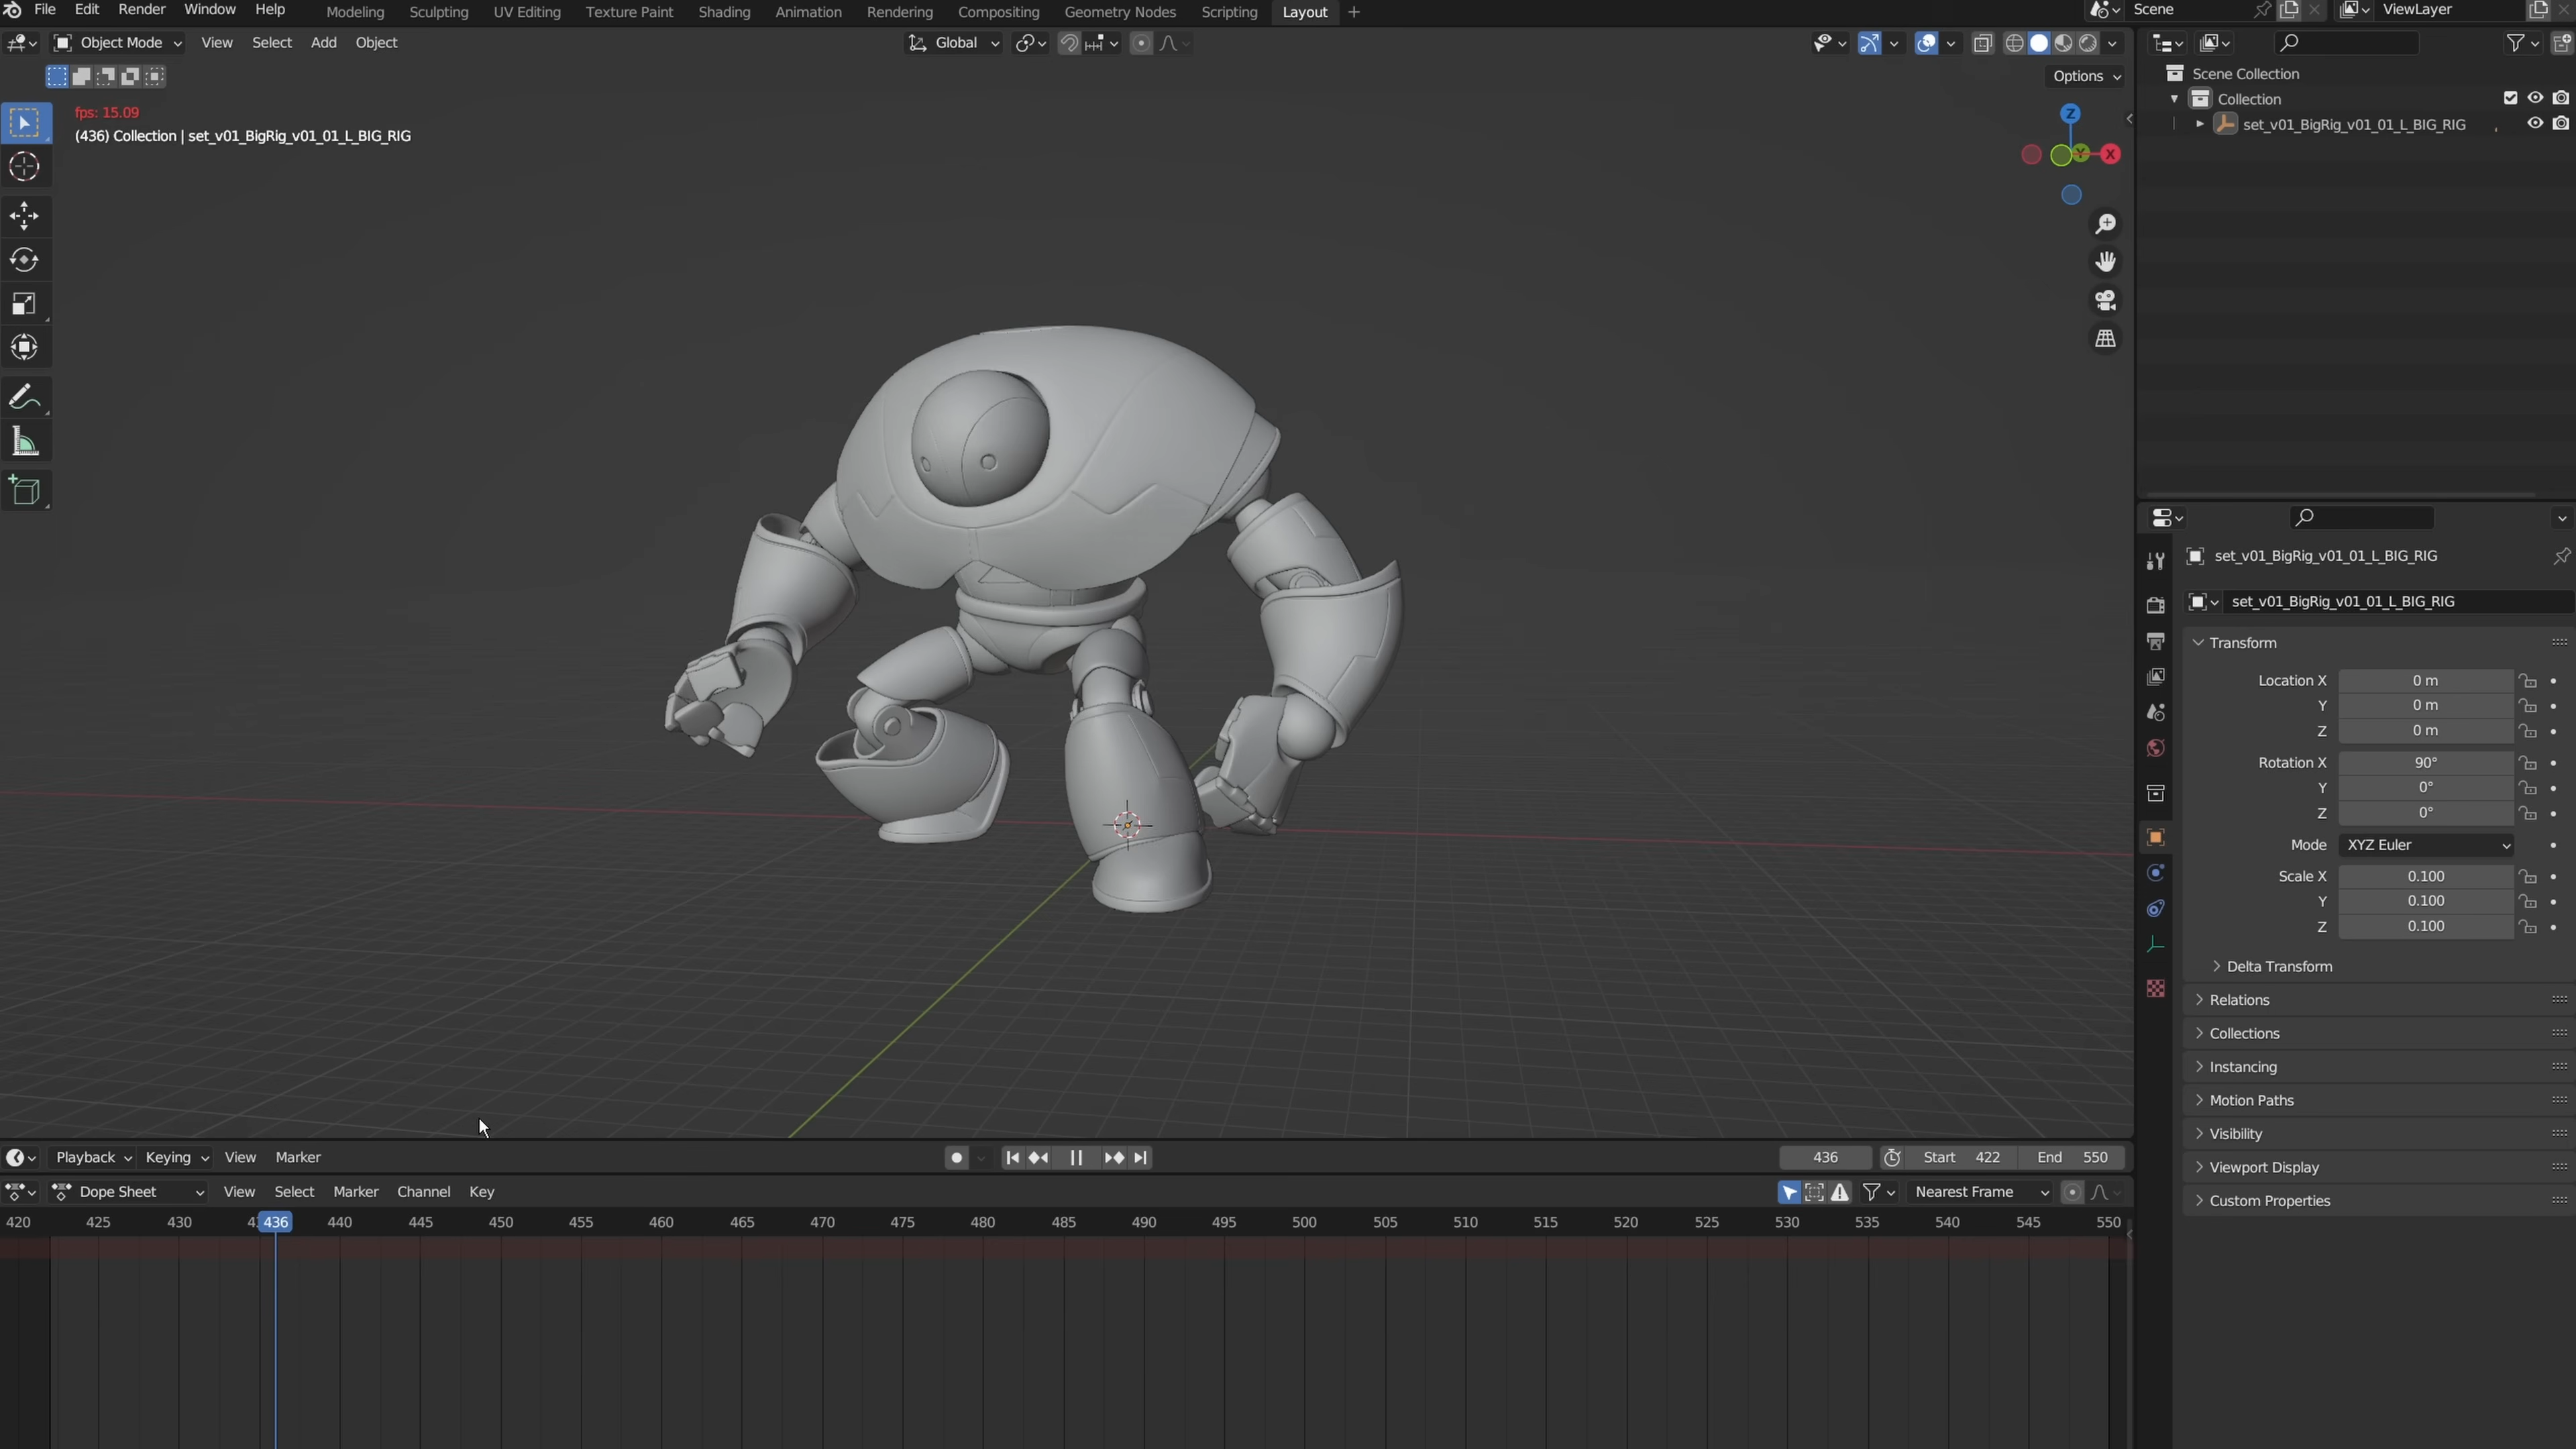 File Edit Render Window Help Modeling Sculpting UV Editing Texture Paint Shading Animation Rendering Compositing Geometry Nodes Scripting Layout + Scene ViewLayer
Object Mode View Select Add Object Global
Options
fps: 15.09
(436) Collection | set_v01_BigRig_v01_01_L_BIG_RIG
Z
Y
X
Scene Collection
Collection
set_v01_BigRig_v01_01_L_BIG_RIG
set_v01_BigRig_v01_01_L_BIG_RIG
set_v01_BigRig_v01_01_L_BIG_RIG
Transform
Location X 0 m
Y 0 m
Z 0 m
Rotation X 90°
Y 0°
Z 0°
Mode XYZ Euler
Scale X 0.100
Y 0.100
Z 0.100
Delta Transform
Relations
Collections
Instancing
Motion Paths
Visibility
Viewport Display
Custom Properties
Playback Keying View Marker 436 Start 422 End 550
Dope Sheet View Select Marker Channel Key Nearest Frame
420 425 430 436 440 445 450 455 460 465 470 475 480 485 490 495 500 505 510 515 520 525 530 535 540 545 550